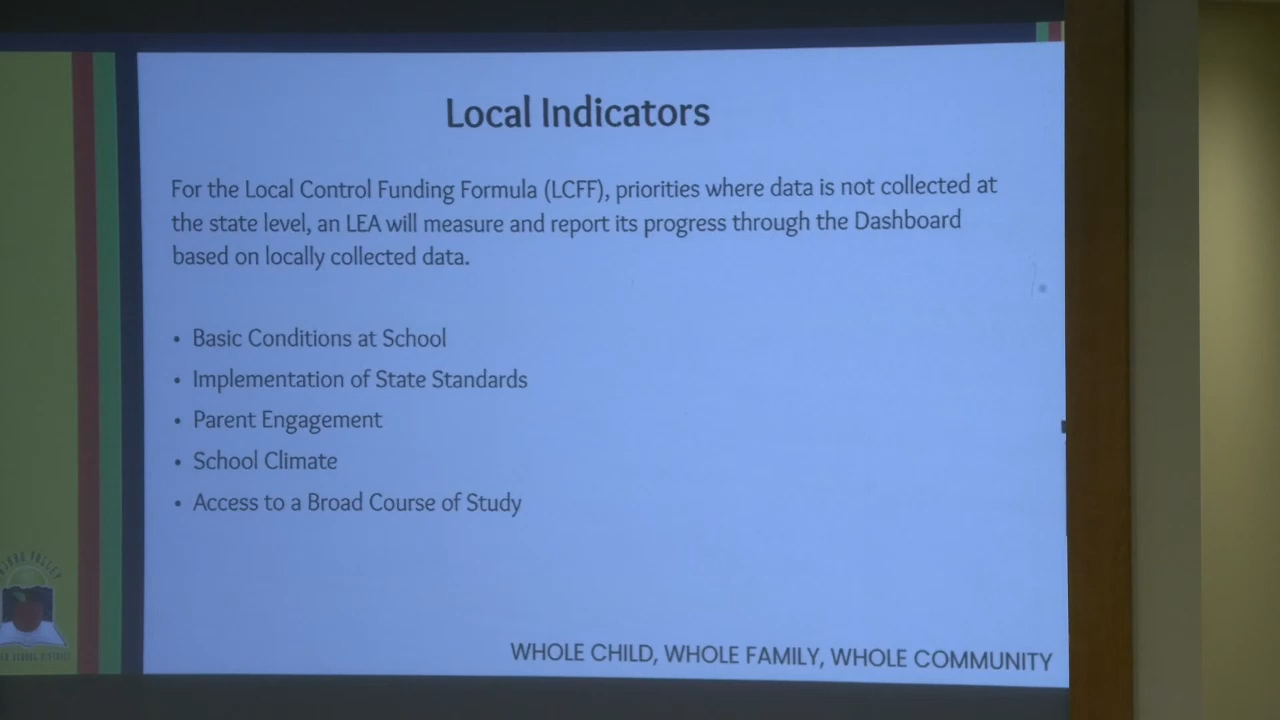 Local Indicators
For the Local Control Funding Formula (LCFF), priorities where data is not collected at
the state level, an LEA will measure and report its progress through the Dashboard
based on locally collected data.
• Basic Conditions at School
• Implementation of State Standards
• Parent Engagement
• School Climate
• Access to a Broad Course of Study
WHOLE CHILD, WHOLE FAMILY, WHOLE COMMUNITY